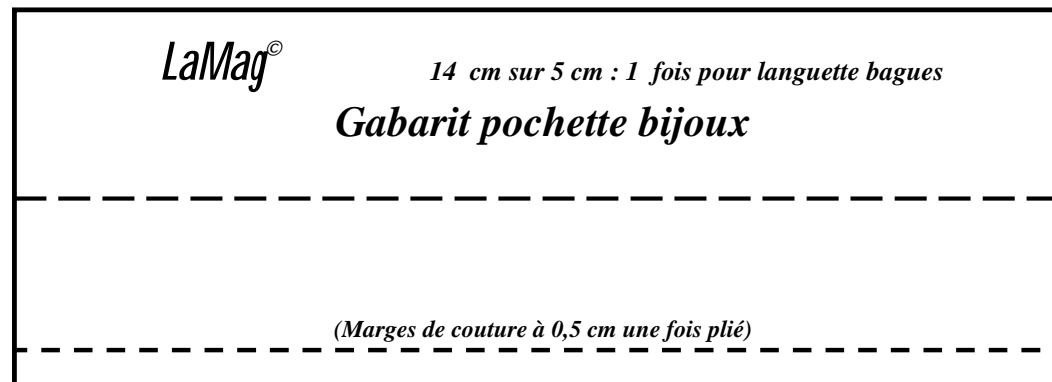 LaMag©
14 cm sur 5 cm : 1 fois pour languette bagues
Gabarit pochette bijoux
(Marges de couture à 0,5 cm une fois plié)